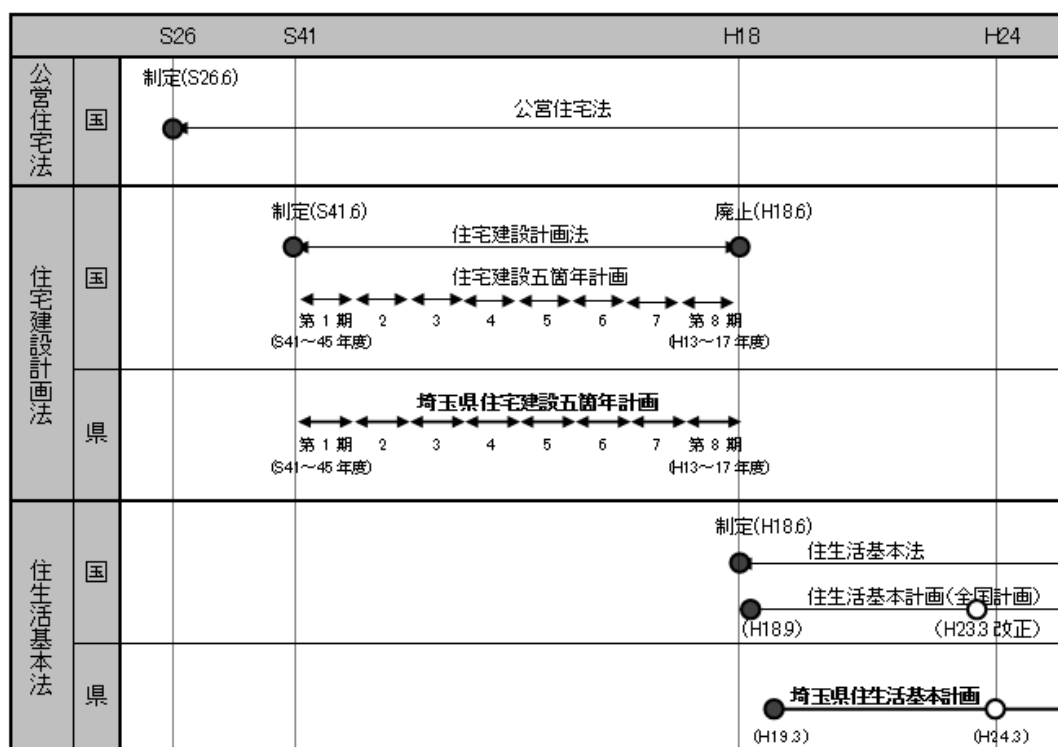 S26 S41 H18 H24
公営住宅法
国
制定(S26.6)
公営住宅法
住宅建設計画法
国
制定(S41.6) 廃止(H18.6)
住宅建設計画法
住宅建設五箇年計画
第1期 2 3 4 5 6 7 第8期
(S41～45年度) (H13～17年度)
県
埼玉県住宅建設五箇年計画
第1期 2 3 4 5 6 7 第8期
(S41～45年度) (H13～17年度)
住生活基本法
国
制定(H18.6)
住生活基本法
住生活基本計画(全国計画)
(H18.9) (H23.3改正)
県
埼玉県住生活基本計画
(H19.3) (H24.3)